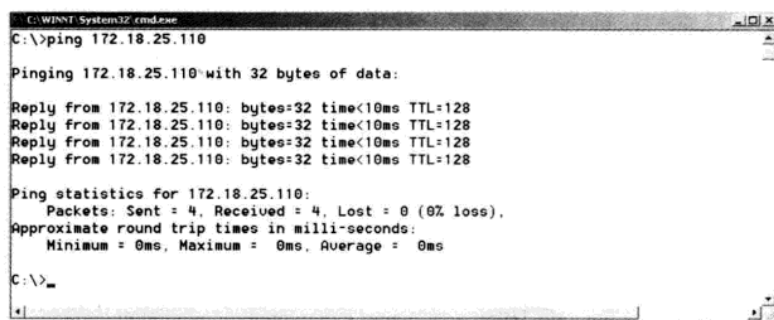 C:\WINNT\System32\cmd.exe
C:\>ping 172.18.25.110
Pinging 172.18.25.110 with 32 bytes of data:
Reply from 172.18.25.110: bytes=32 time<10ms TTL=128
Reply from 172.18.25.110: bytes=32 time<10ms TTL=128
Reply from 172.18.25.110: bytes=32 time<10ms TTL=128
Reply from 172.18.25.110: bytes=32 time<10ms TTL=128
Ping statistics for 172.18.25.110:
Packets: Sent = 4, Received = 4, Lost = 0 (0% loss),
Approximate round trip times in milli-seconds:
Minimum = 0ms, Maximum =  0ms, Average =  0ms
C:\>_